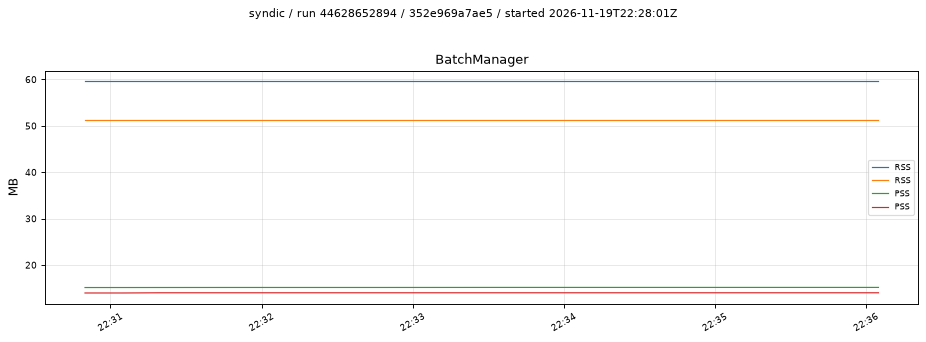 syndic / run 44628652894 / 352e969a7ae5 / started 2026-11-19T22:28:01Z
BatchManager
60
50
40
30
20
MB
RSS
RSS
PSS
PSS
22:31
22:32
22:33
22:34
22:35
22:36